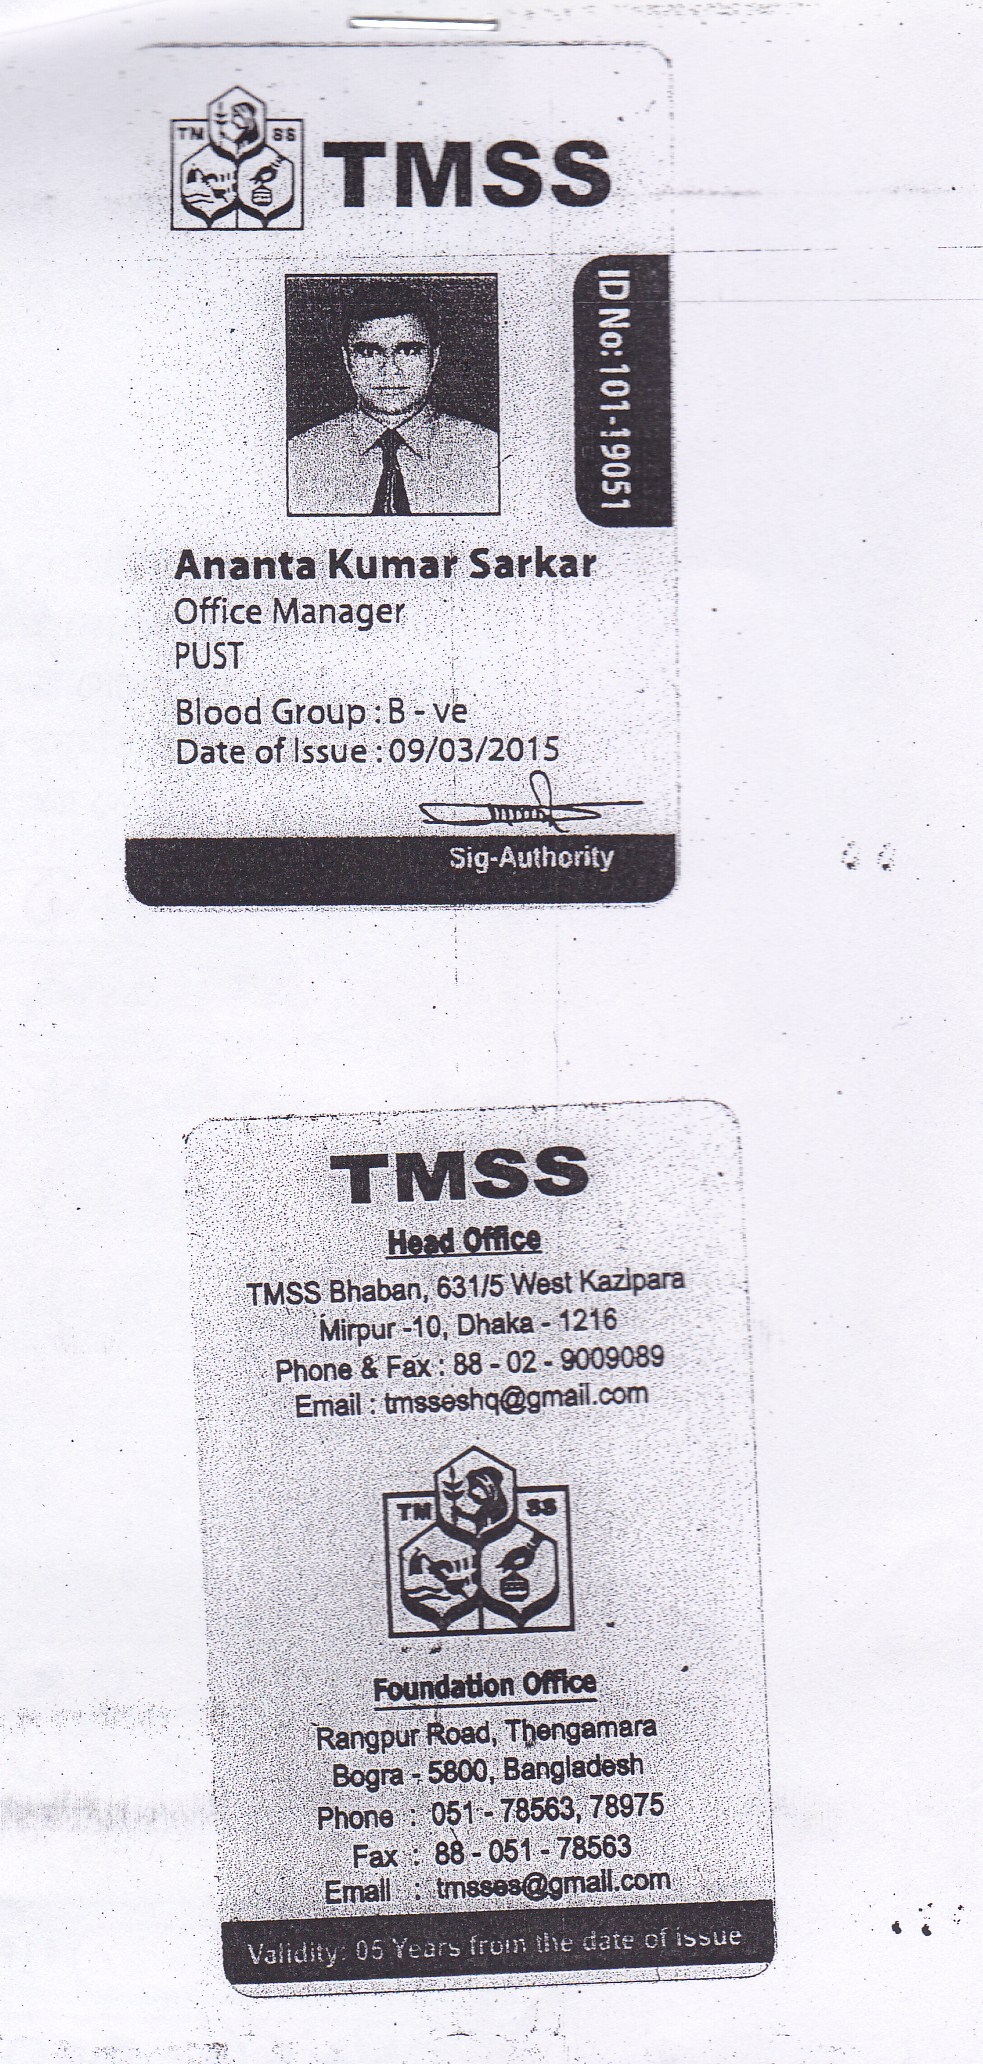 TM SS
TMSS
ID No: 101-19051
Ananta Kumar Sarkar
Office Manager
PUST
Blood Group : B - ve
Date of Issue : 09/03/2015
Sig-Authority
TMSS
Head Office
TMSS Bhaban, 631/5 West Kazipara
Mirpur -10, Dhaka - 1216
Phone & Fax : 88 - 02 - 9009089
Email : tmsseshq@gmail.com
TM SS
Foundation Office
Rangpur Road, Thengamara
Bogra - 5800, Bangladesh
Phone : 051 - 78563, 78975
Fax : 88 - 051 - 78563
Email : tmsses@gmail.com
Validity: 05 Years from the date of issue